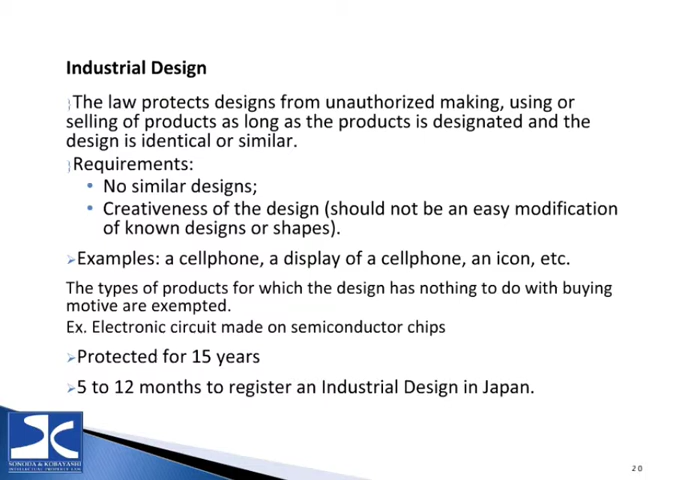 Industrial Design
The law protects designs from unauthorized making, using or
selling of products as long as the products is designated and the
design is identical or similar.
Requirements:
• No similar designs;
• Creativeness of the design (should not be an easy modification
of known designs or shapes).
Examples: a cellphone, a display of a cellphone, an icon, etc.
The types of products for which the design has nothing to do with buying
motive are exempted.
Ex. Electronic circuit made on semiconductor chips
Protected for 15 years
5 to 12 months to register an Industrial Design in Japan.
SONODA & KOBAYASHI
INTELLECTUAL PROPERTY LAW
20